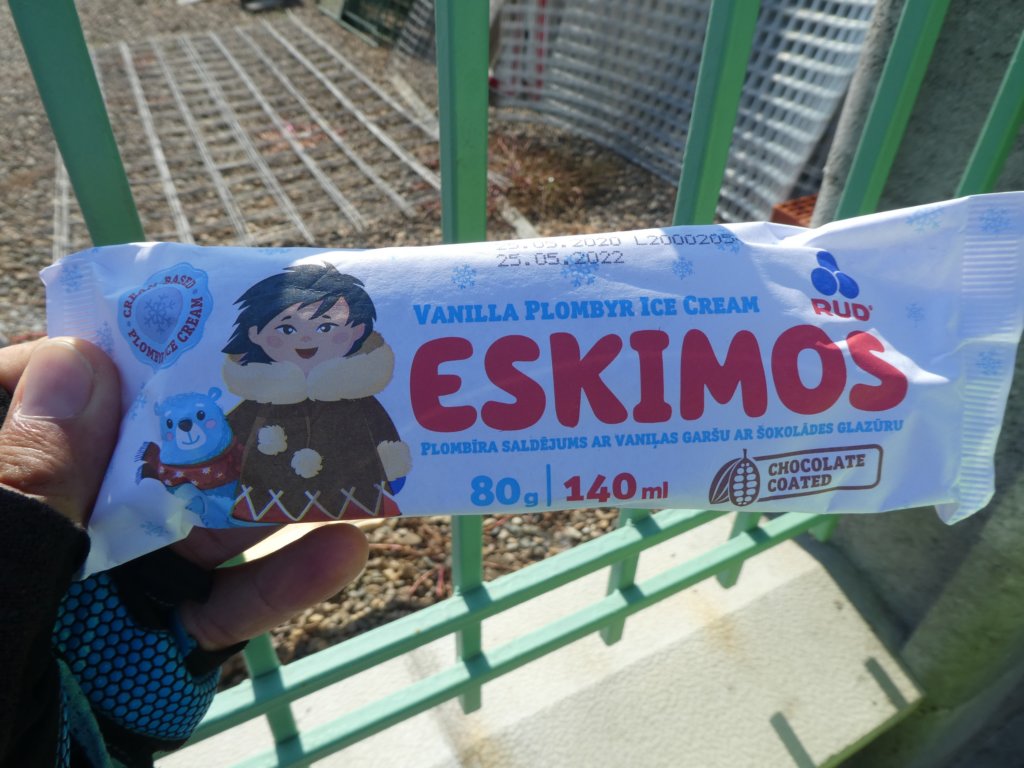 25.05.2020 L2000205
25.05.2022
CREAM BASED
PLOMBYR ICE CREAM
VANILLA PLOMBYR ICE CREAM
RUD
ESKIMOS
PLOMBĪRA SALDĒJUMS AR VANIĻAS GARŠU AR ŠOKOLĀDES GLAZŪRU
80g | 140 ml
CHOCOLATE
COATED